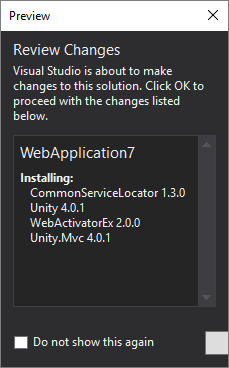 Preview
Review Changes
Visual Studio is about to make
changes to this solution. Click OK to
proceed with the changes listed
below.
WebApplication7
Installing:
CommonServiceLocator 1.3.0
Unity 4.0.1
WebActivatorEx 2.0.0
Unity.Mvc 4.0.1
Do not show this again